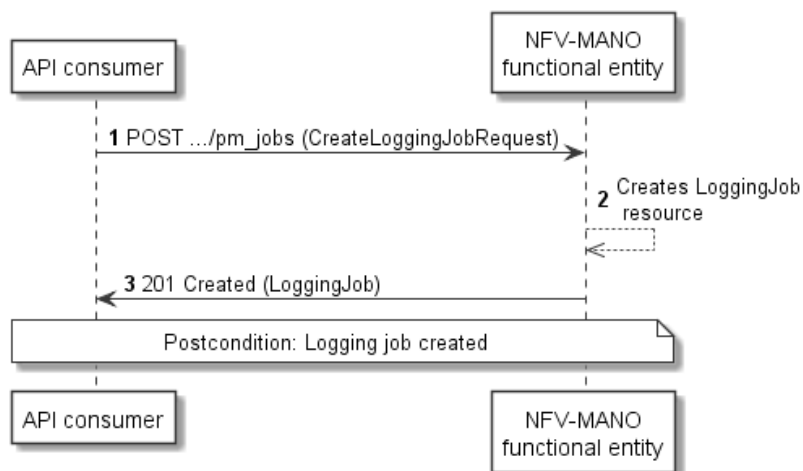 API consumer
NFV-MANO
functional entity
1 POST .../pm_jobs (CreateLoggingJobRequest)
2 Creates LoggingJob
resource
3 201 Created (LoggingJob)
Postcondition: Logging job created
API consumer
NFV-MANO
functional entity